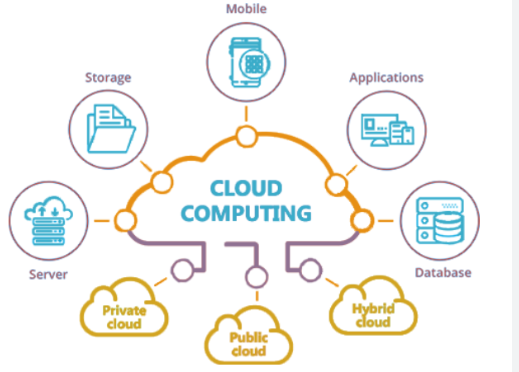 Mobile
Storage
Applications
CLOUD
COMPUTING
Server
Database
Private
cloud
Public
cloud
Hybrid
cloud